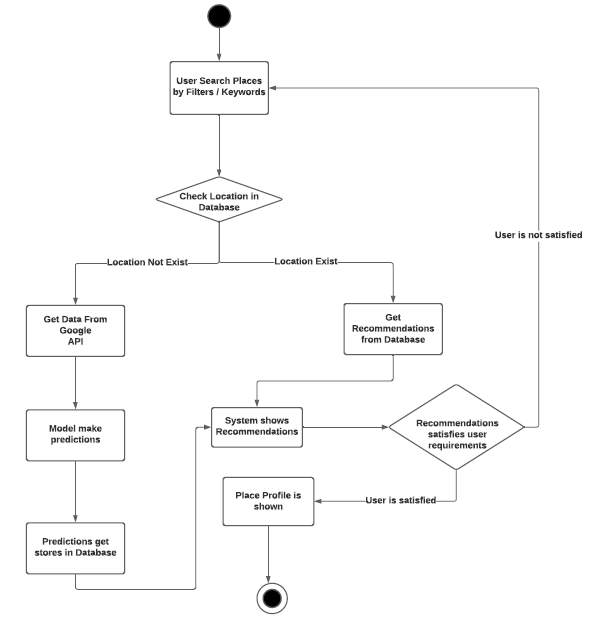 User Search Places
by Filters / Keywords
Check Location in
Database
User is not satisfied
Location Not Exist
Location Exist
Get Data From
Google
API
Get
Recommendations
from Database
Model make
predictions
System shows
Recommendations
Recommendations
satisfies user
requirements
Place Profile is
shown
User is satisfied
Predictions get
stores in Database